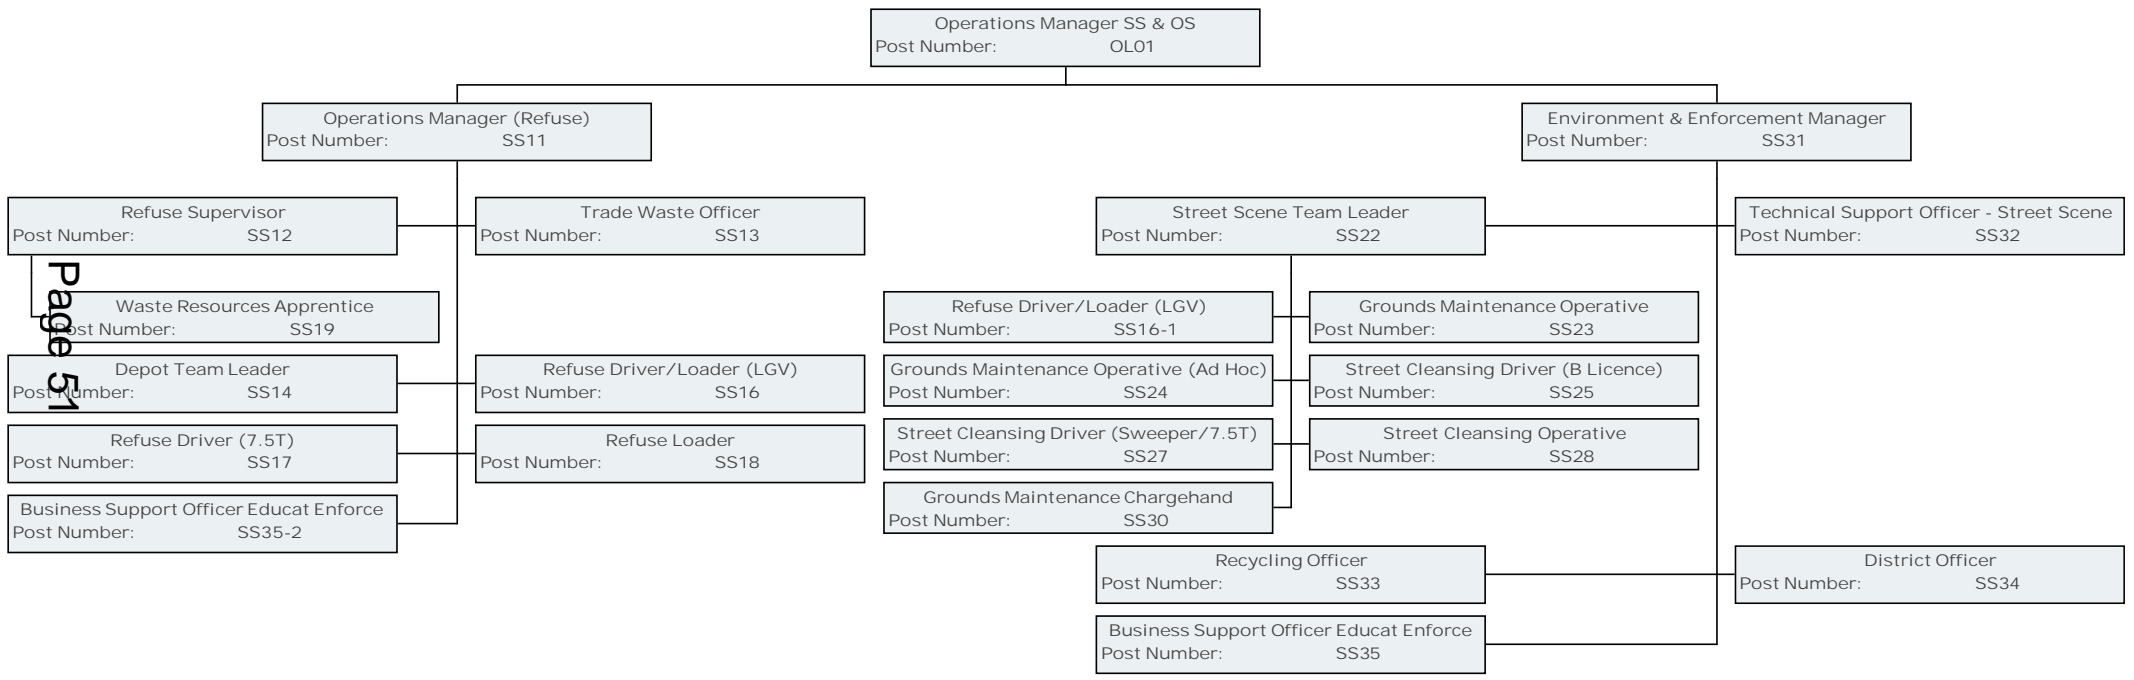 Operations Manager SS & OS
Post Number: OL01
Operations Manager (Refuse)
Post Number: SS11
Environment & Enforcement Manager
Post Number: SS31
Refuse Supervisor
Post Number: SS12
Trade Waste Officer
Post Number: SS13
Street Scene Team Leader
Post Number: SS22
Technical Support Officer - Street Scene
Post Number: SS32
Waste Resources Apprentice
Post Number: SS19
Refuse Driver/Loader (LGV)
Post Number: SS16-1
Grounds Maintenance Operative
Post Number: SS23
Depot Team Leader
Post Number: SS14
Refuse Driver/Loader (LGV)
Post Number: SS16
Grounds Maintenance Operative (Ad Hoc)
Post Number: SS24
Street Cleansing Driver (B Licence)
Post Number: SS25
Refuse Driver (7.5T)
Post Number: SS17
Refuse Loader
Post Number: SS18
Street Cleansing Driver (Sweeper/7.5T)
Post Number: SS27
Street Cleansing Operative
Post Number: SS28
Business Support Officer Educat Enforce
Post Number: SS35-2
Grounds Maintenance Chargehand
Post Number: SS30
Recycling Officer
Post Number: SS33
District Officer
Post Number: SS34
Business Support Officer Educat Enforce
Post Number: SS35
Page 51